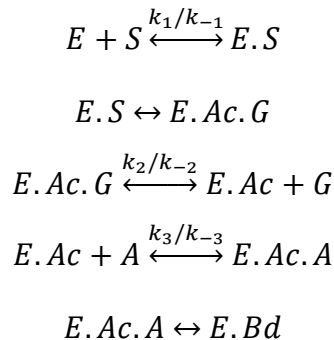 E + S <-> E.S k₁/k₋₁
E.S ↔ E.Ac.G
E.Ac.G <-> E.Ac + G k₂/k₋₂
E.Ac + A <-> E.Ac.A k₃/k₋₃
E.Ac.A ↔ E.Bd